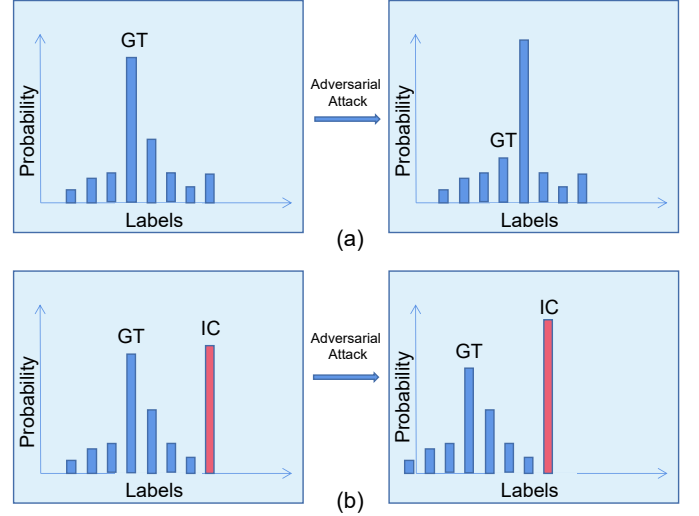 GT
Probability
Labels
Adversarial
Attack
GT
Probability
Labels
(a)
GT
IC
Probability
Labels
Adversarial
Attack
GT
IC
Probability
Labels
(b)